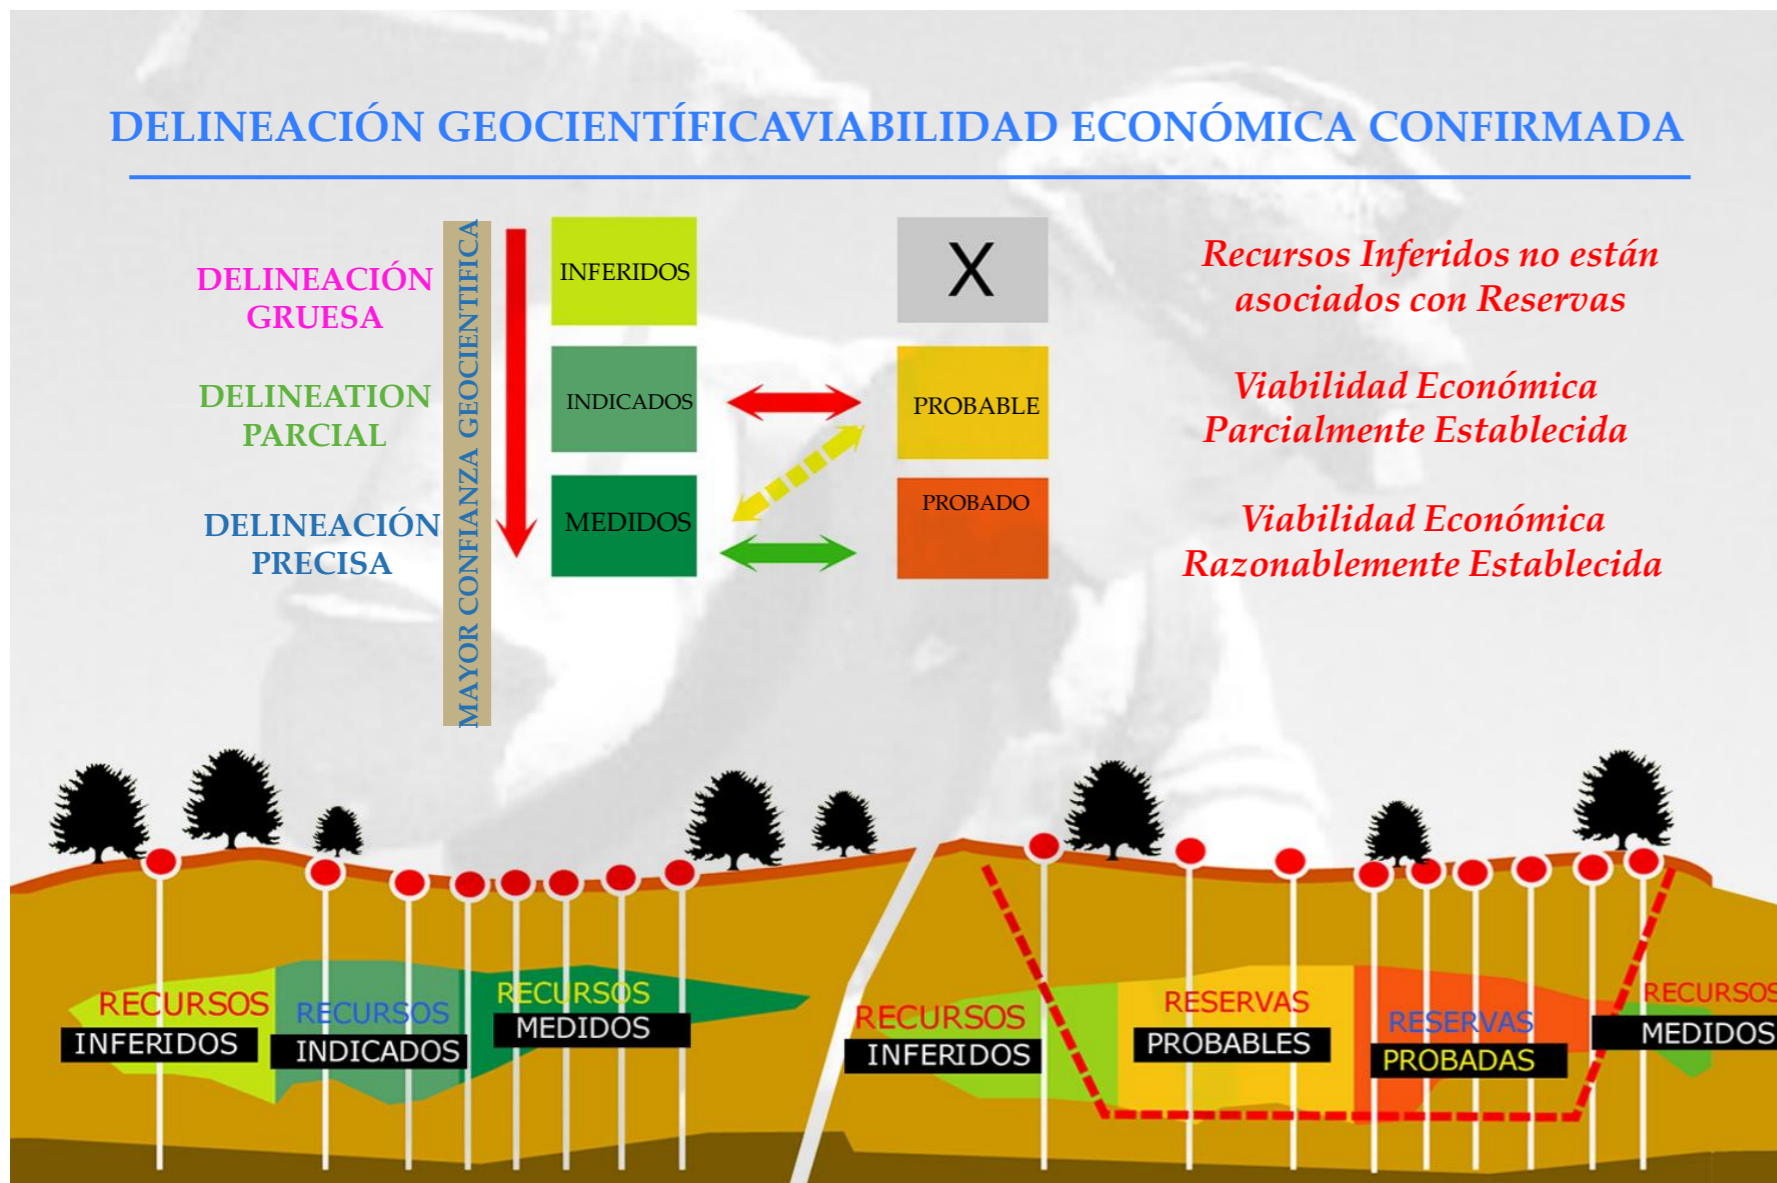 DELINEACIÓN GEOCIENTÍFICAVIABILIDAD ECONÓMICA CONFIRMADA
DELINEACIÓN
GRUESA
DELINEATION
PARCIAL
DELINEACIÓN
PRECISA
MAYOR CONFIANZA GEOCIENTIFICA
INFERIDOS
X
Recursos Inferidos no están
asociados con Reservas
INDICADOS
PROBABLE
Viabilidad Económica
Parcialmente Establecida
MEDIDOS
PROBADO
Viabilidad Económica
Razonablemente Establecida
RECURSOS
INFERIDOS
RECURSOS
INDICADOS
RECURSOS
MEDIDOS
RECURSOS
INFERIDOS
RESERVAS
PROBABLES
RESERVAS
PROBADAS
RECURSOS
MEDIDOS